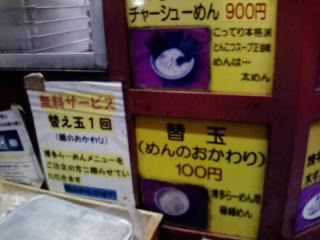 チャーシューめん 900円
こってり本格派
とんこつスープ正油味
めんは…
太めん
無料サービス
替え玉1回
(麺のおかわり)
博多らーめんメニューを
ご注文の方に限らせて
いただきます
替玉
(めんのおかわり)
100円
博多らーめん用
極細めん